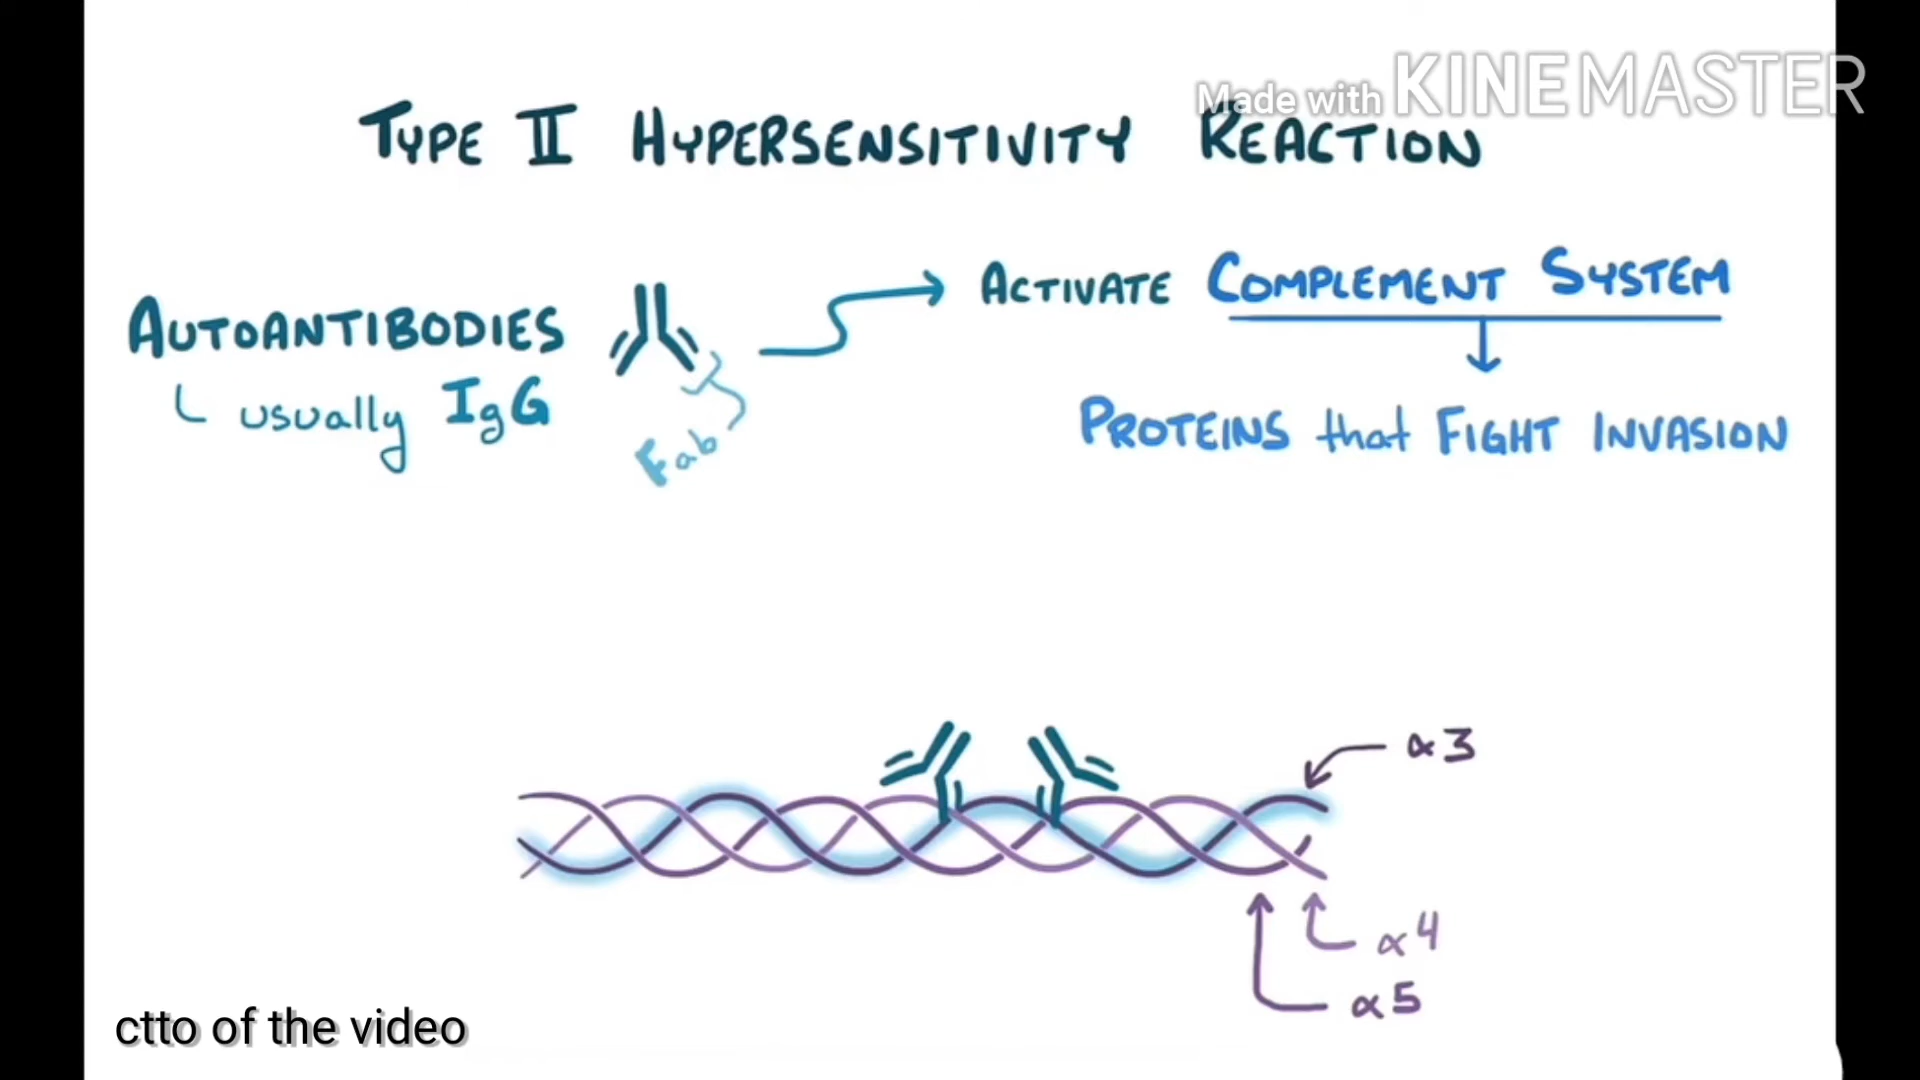 Made with KINEMASTER
TYPE II HYPERSENSITIVITY REACTION
AUTOANTIBODIES
usually IgG
Fab
ACTIVATE COMPLEMENT SYSTEM
PROTEINS that FIGHT INVASION
α3
α4
α5
ctto of the video